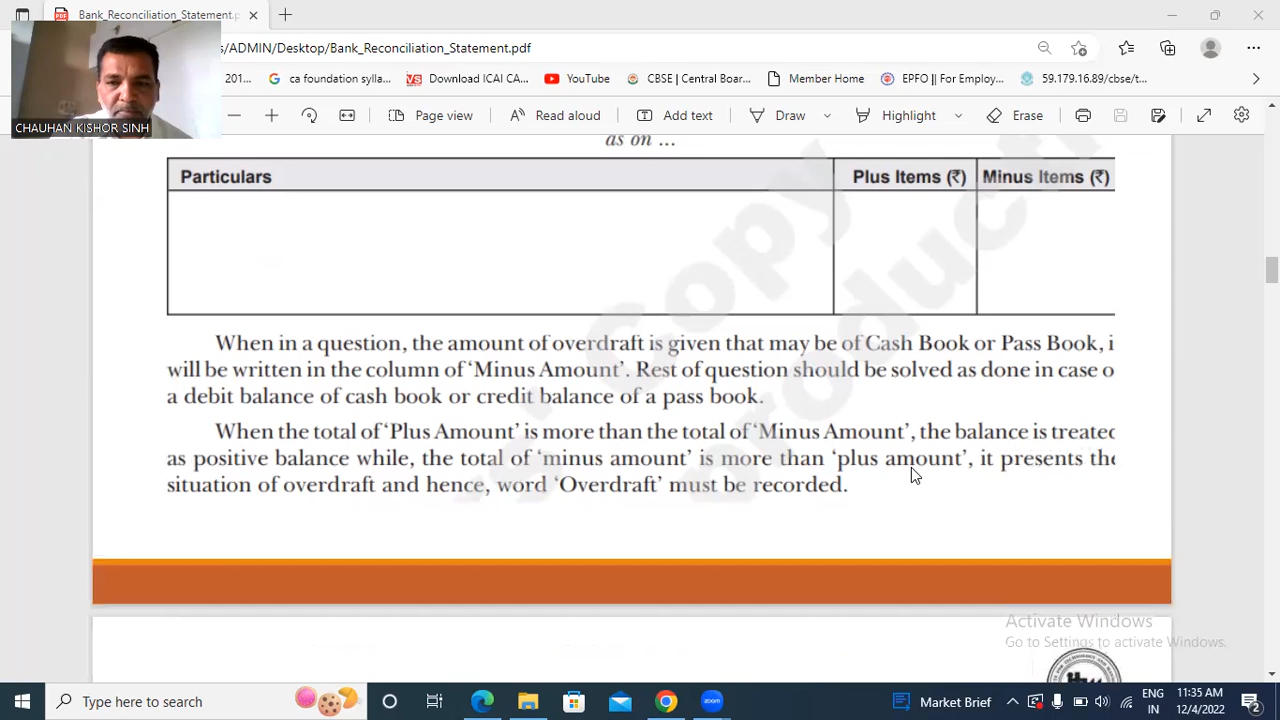 Bank_Reconciliation_Statement.p
s/ADMIN/Desktop/Bank_Reconciliation_Statement.pdf
201...
ca foundation sylla...
Download ICAI CA...
YouTube
CBSE | Central Boar...
Member Home
EPFO || For Employ...
59.179.16.89/cbse/t...
CHAUHAN KISHOR SINH
Page view
Read aloud
Add text
Draw
Highlight
Erase
as on ...
Particulars Plus Items (₹) Minus Items (₹)
When in a question, the amount of overdraft is given that may be of Cash Book or Pass Book, i
will be written in the column of ‘Minus Amount’. Rest of question should be solved as done in case o
a debit balance of cash book or credit balance of a pass book.
When the total of ‘Plus Amount’ is more than the total of ‘Minus Amount’, the balance is treated
as positive balance while, the total of ‘minus amount’ is more than ‘plus amount’, it presents the
situation of overdraft and hence, word ‘Overdraft’ must be recorded.
Copy
Activate Windows
Go to Settings to activate Windows.
Type here to search
zoom
Market Brief
ENG
IN
11:35 AM
12/4/2022
2